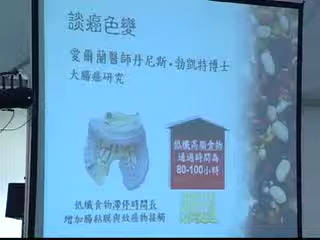 談癌色變
愛爾蘭醫師丹尼斯·勃凱特博士
大腸癌研究
低纖高脂食物
通過時間為
80-100小時
低纖食物滯停時間長
增加腸粘膜與致癌物接觸